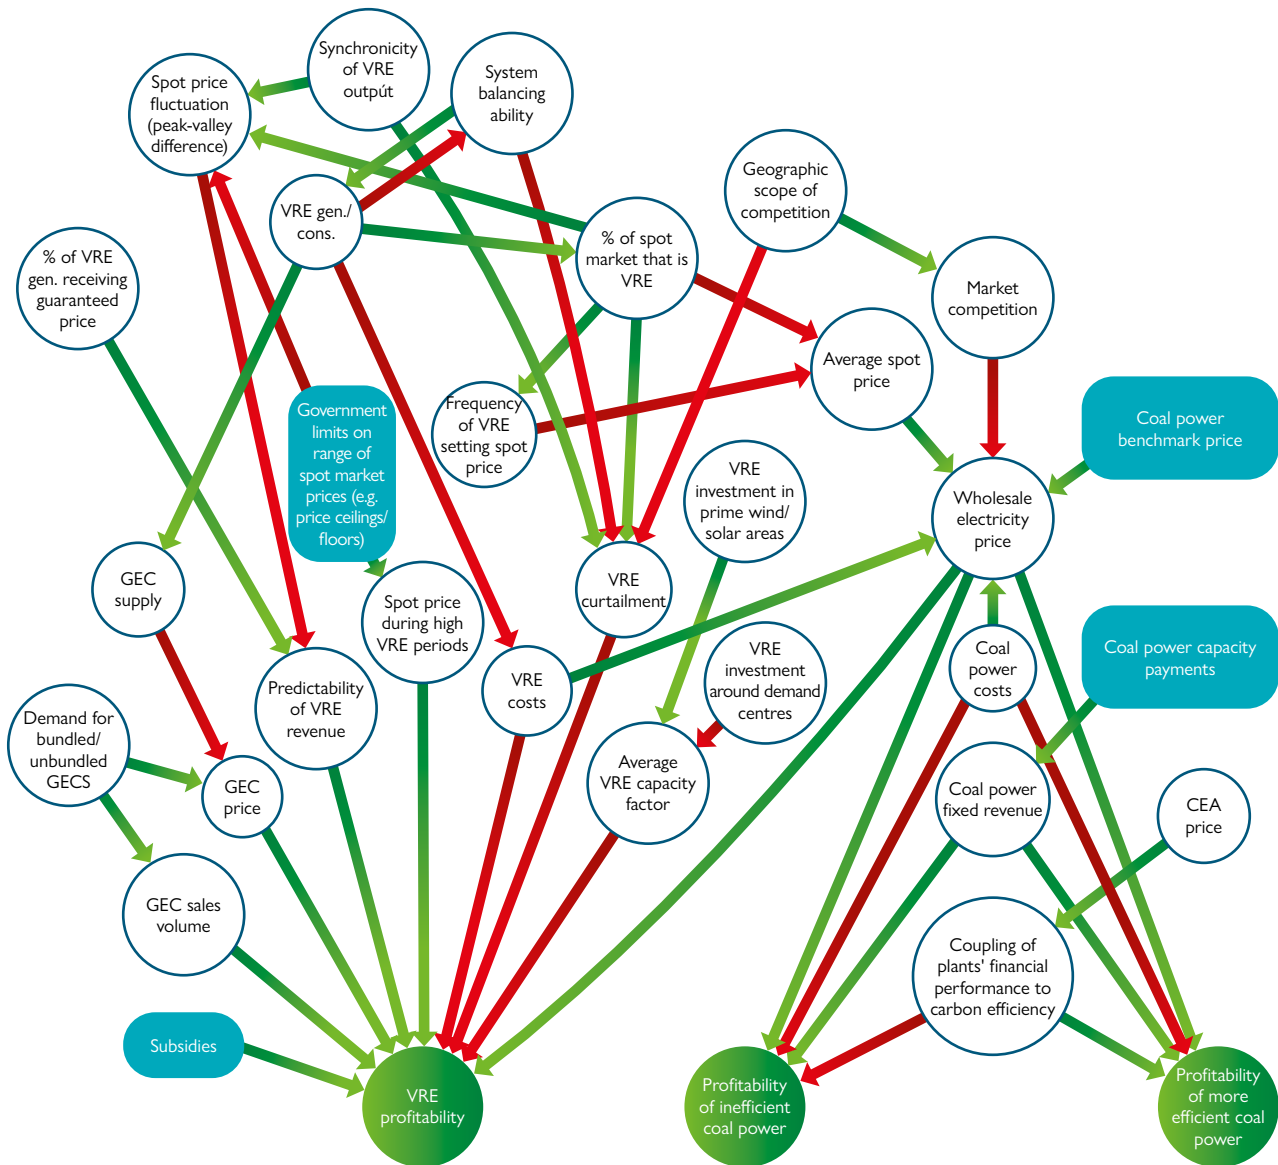 Synchronicity
of VRE
outpút
System
balancing
ability
Spot price
fluctuation
(peak-valley
difference)
Geographic
scope of
competition
VRE gen./
cons.
% of spot
market that is
VRE
% of VRE
gen. receiving
guaranteed
price
Market
competition
Average spot
price
Government
limits on
range of
spot market
prices (e.g.
price ceilings/
floors)
Frequency
of VRE
setting spot
price
Coal power
benchmark price
VRE
investment in
prime wind/
solar areas
Wholesale
electricity
price
GEC
supply
VRE
curtailment
Spot price
during high
VRE periods
Coal
power
costs
Coal power capacity
payments
VRE
investment
around demand
centres
VRE
costs
Predictability
of VRE
revenue
Demand for
bundled/
unbundled
GECS
Average
VRE capacity
factor
GEC
price
Coal power
fixed revenue
CEA
price
GEC sales
volume
Coupling of
plants' financial
performance to
carbon efficiency
Subsidies
VRE
profitability
Profitability
of inefficient
coal power
Profitability
of more
efficient coal
power